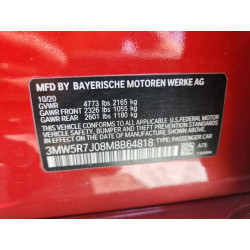 MFD BY BAYERISCHE MOTOREN WERKE AG
10/20
GVWR 4773 lbs 2165 kg
GAWR FRONT 2326 lbs 1055 kg
GAWR REAR 2601 lbs 1180 kg
THIS VEHICLE CONFORMS TO ALL APPLICABLE U.S. FEDERAL MOTOR
VEHICLE SAFETY, BUMPER, AND THEFT PREVENTION STANDARDS
IN EFFECT ON THE DATE OF MANUFACTURE SHOWN ABOVE.
3MW5R7J08M8B64818 TYPE: PASSENGER CAR
A75